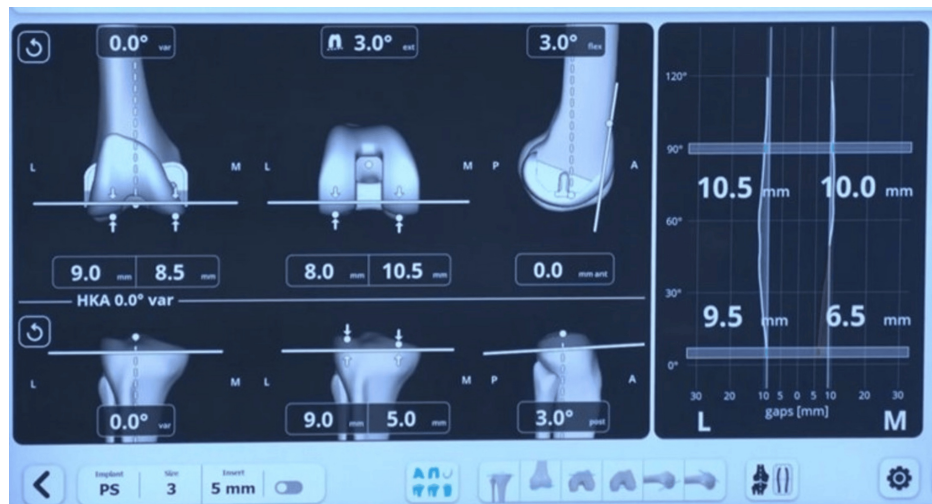 0.0° var
3.0° ext
3.0° flex
L M
L M
P A
9.0 mm 8.5 mm
8.0 mm 10.5 mm
0.0 mm ant
HKA 0.0° var
L M
L M
P A
0.0° var
9.0 mm 5.0 mm
3.0° post
120°
90°
10.5 mm 10.0 mm
60°
30°
9.5 mm 6.5 mm
0°
30 20 10 5 0 5 10 20 30
gaps [mm]
L M
Implant Size Insert
PS 3 5 mm